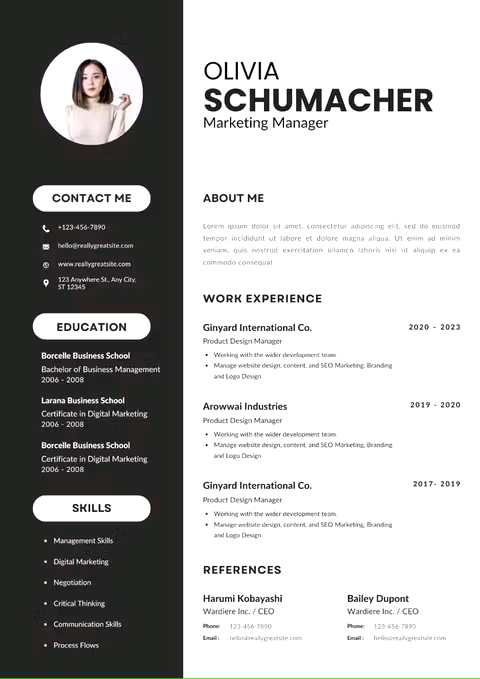 OLIVIA
SCHUMACHER
Marketing Manager
CONTACT ME
+123-456-7890
hello@reallygreatsite.com
www.reallygreatsite.com
123 Anywhere St., Any City,
ST 12345
EDUCATION
Borcelle Business School
Bachelor of Business Management
2006 - 2008
Larana Business School
Certificate in Digital Marketing
2006 - 2008
Borcelle Business School
Certificate in Digital Marketing
2006 - 2008
SKILLS
Management Skills
Digital Marketing
Negotiation
Critical Thinking
Communication Skills
Process Flows
ABOUT ME
Lorem ipsum dolor sit amet, consectetur adipiscing elit, sed do eiusmod
tempor incididunt ut labore et dolore magna aliqua. Ut enim ad minim
veniam, quis nostrud exercitation ullamco laboris nisi ut aliquip ex ea
commodo consequat.
WORK EXPERIENCE
Ginyard International Co. 2020 - 2023
Product Design Manager
Working with the wider development team.
Manage website design, content, and SEO Marketing, Branding
and Logo Design
Arowwai Industries 2019 - 2020
Product Design Manager
Working with the wider development team.
Manage website design, content, and SEO Marketing, Branding
and Logo Design
Ginyard International Co. 2017- 2019
Product Design Manager
Working with the wider development team.
Manage website design, content, and SEO Marketing, Branding
and Logo Design
REFERENCES
Harumi Kobayashi
Wardiere Inc. / CEO
Phone: 123-456-7890
Email : hello@reallygreatsite.com
Bailey Dupont
Wardiere Inc. / CEO
Phone: 123-456-7890
Email : hello@reallygreatsite.com